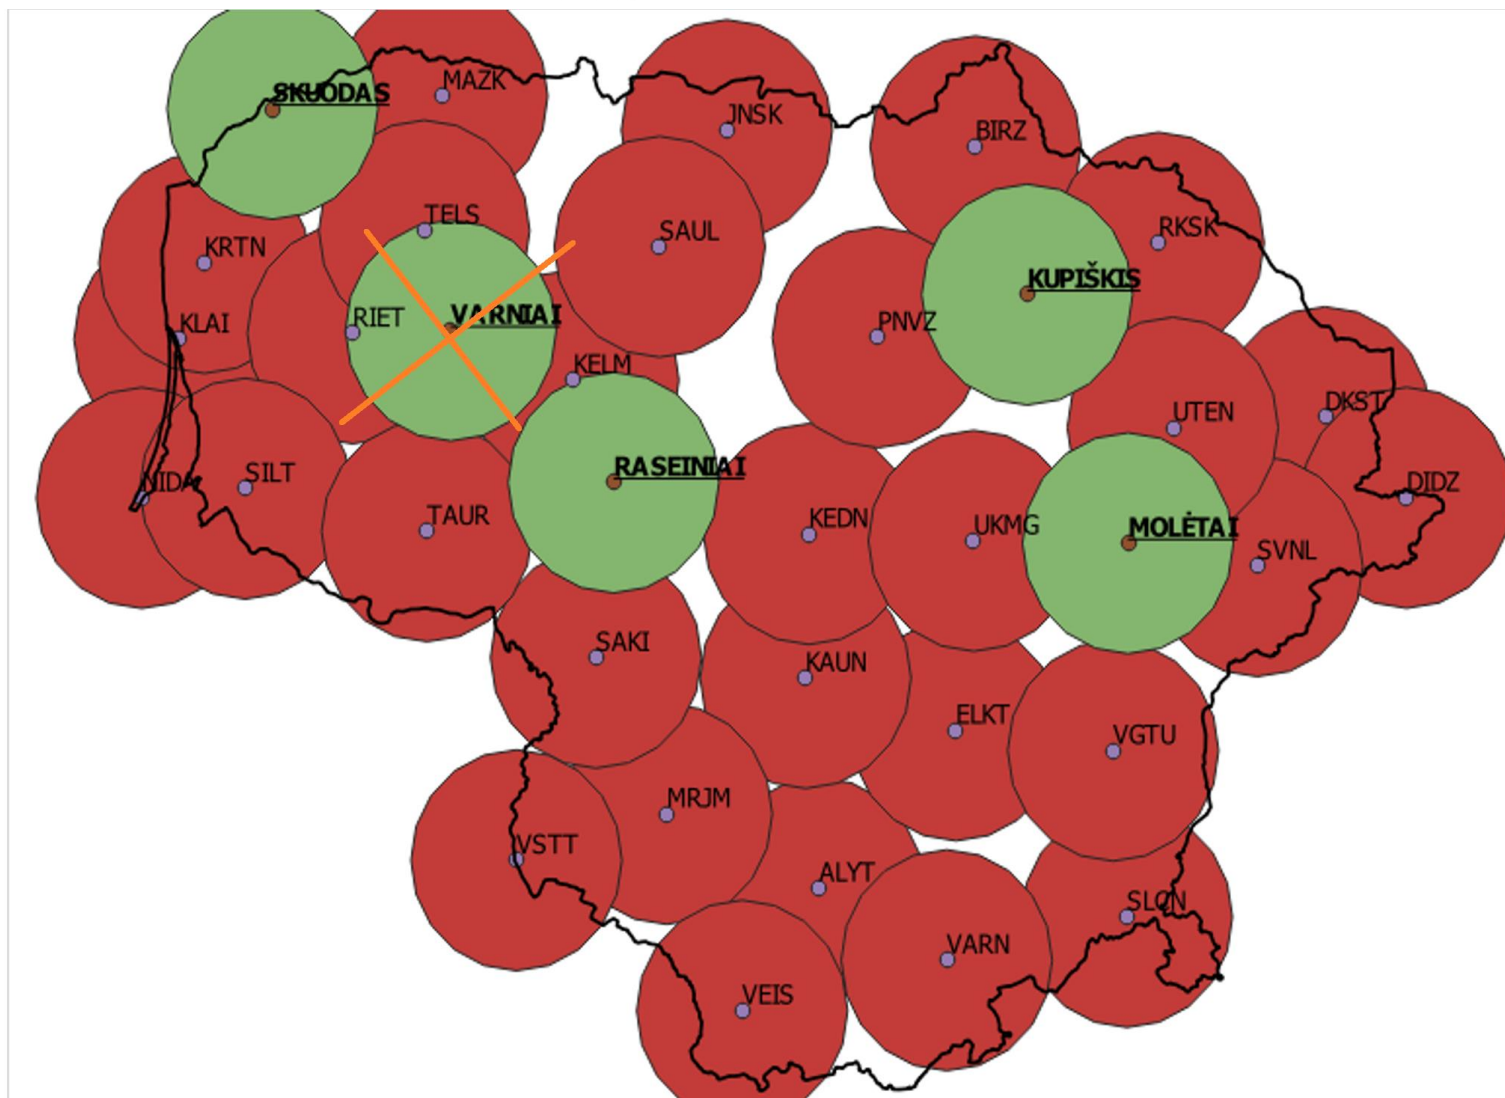 MAZK
SKUODAS
JNSK
BIRZ
TELS
RKSK
SAUL
KRTN
KUPIŠKIS
VARNIAI
RIET
KLAI
PNVZ
KELM
DKST
UTEN
RASEINIAI
SILT
NIDA
DIDZ
TAUR
KEDN
UKMG
MOLĖTAI
SVNL
SAKI
KAUN
ELKT
VGTU
MRJM
VSTT
ALYT
SLCN
VARN
VEIS